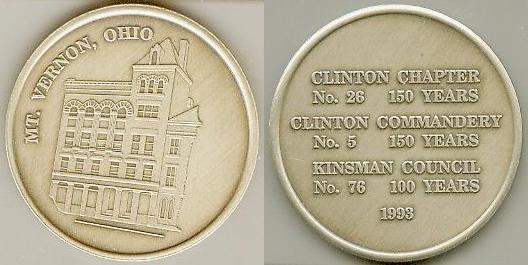 MT. VERNON, OHIO
CLINTON CHAPTER
No. 26 150 YEARS
CLINTON COMMANDERY
No. 5 150 YEARS
KINSMAN COUNCIL
No. 76 100 YEARS
1993